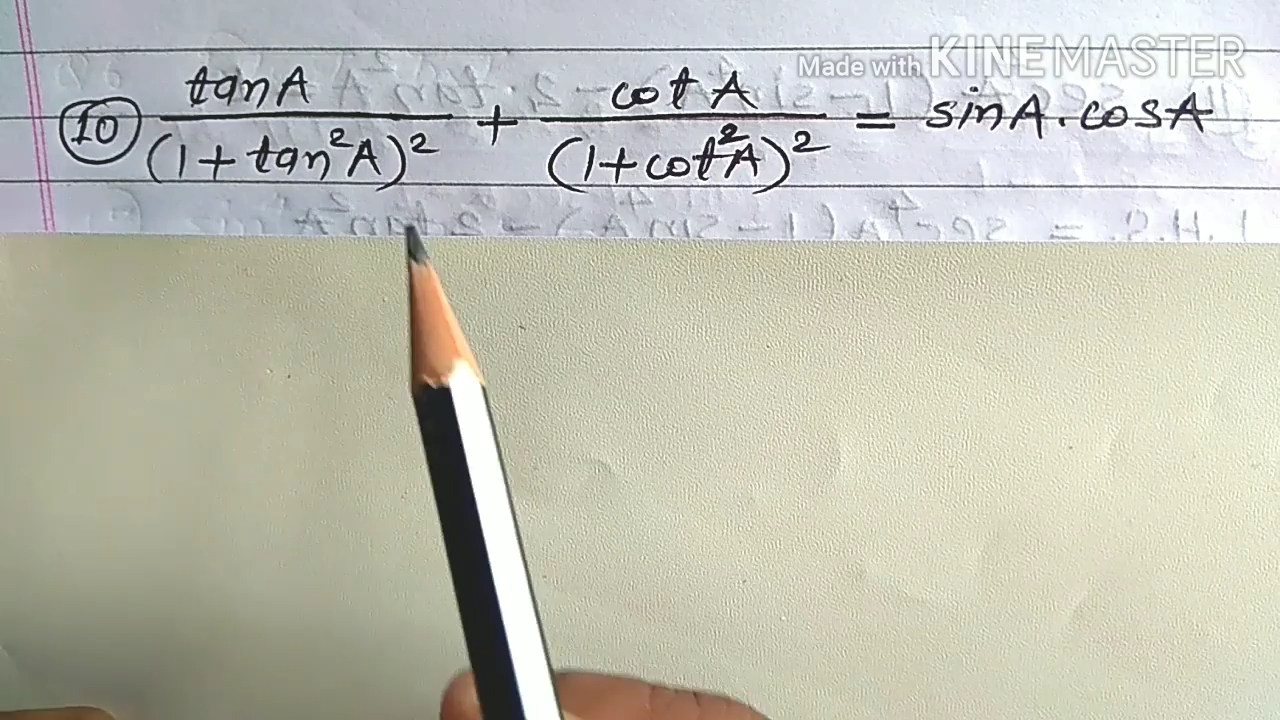 Made with KINEMASTER
10 tanA/(1+tan²A)² + cotA/(1+cot²A)² = sinA.cosA